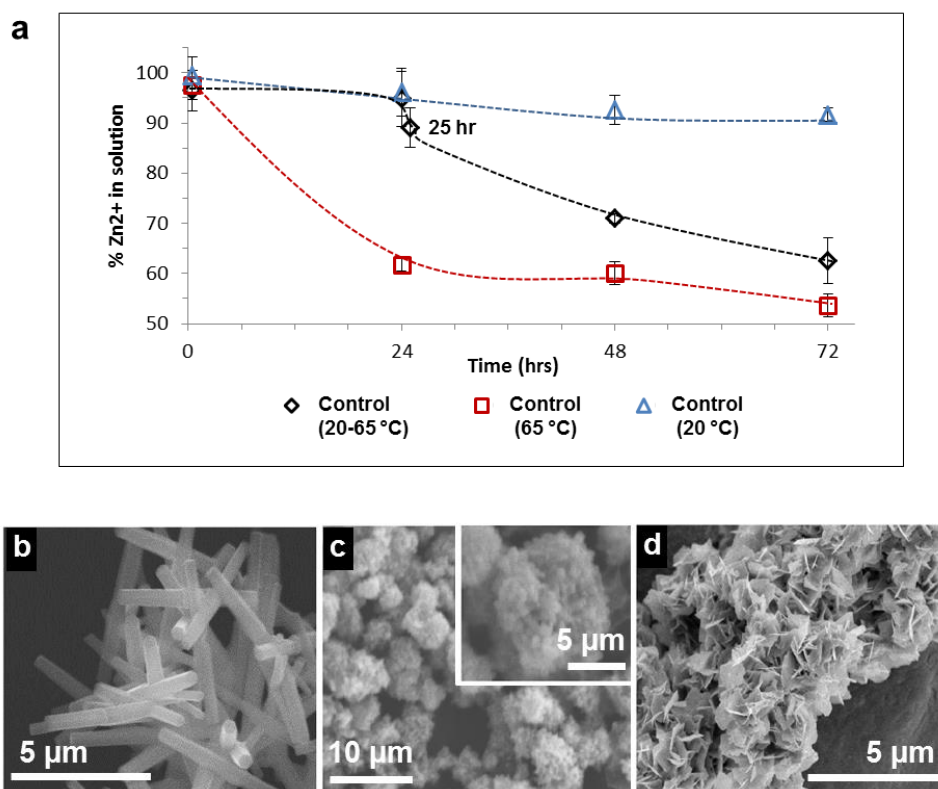 a
% Zn2+ in solution
100
90
80
70
60
50
25 hr
0
24
48
72
Time (hrs)
Control
(20-65 °C)
Control
(65 °C)
Control
(20 °C)
b
5 µm
c
5 µm
10 µm
d
5 µm